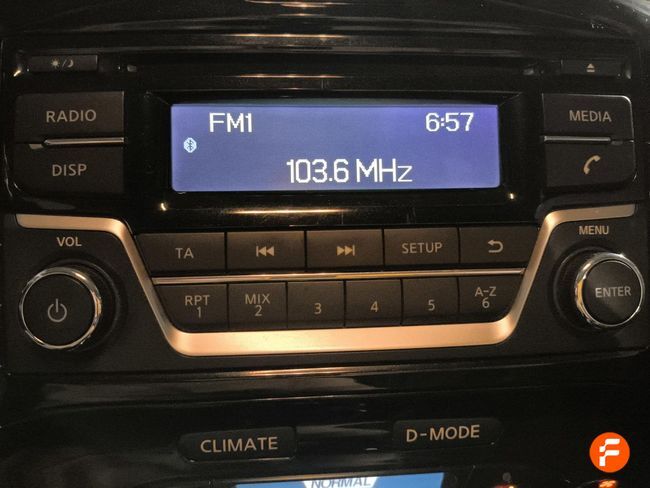 RADIO
FM1 6:57
MEDIA
DISP
103.6 MHz
VOL
TA
SETUP
MENU
RPT MIX A-Z
1 2 3 4 5 6
ENTER
CLIMATE D-MODE
NORMAL